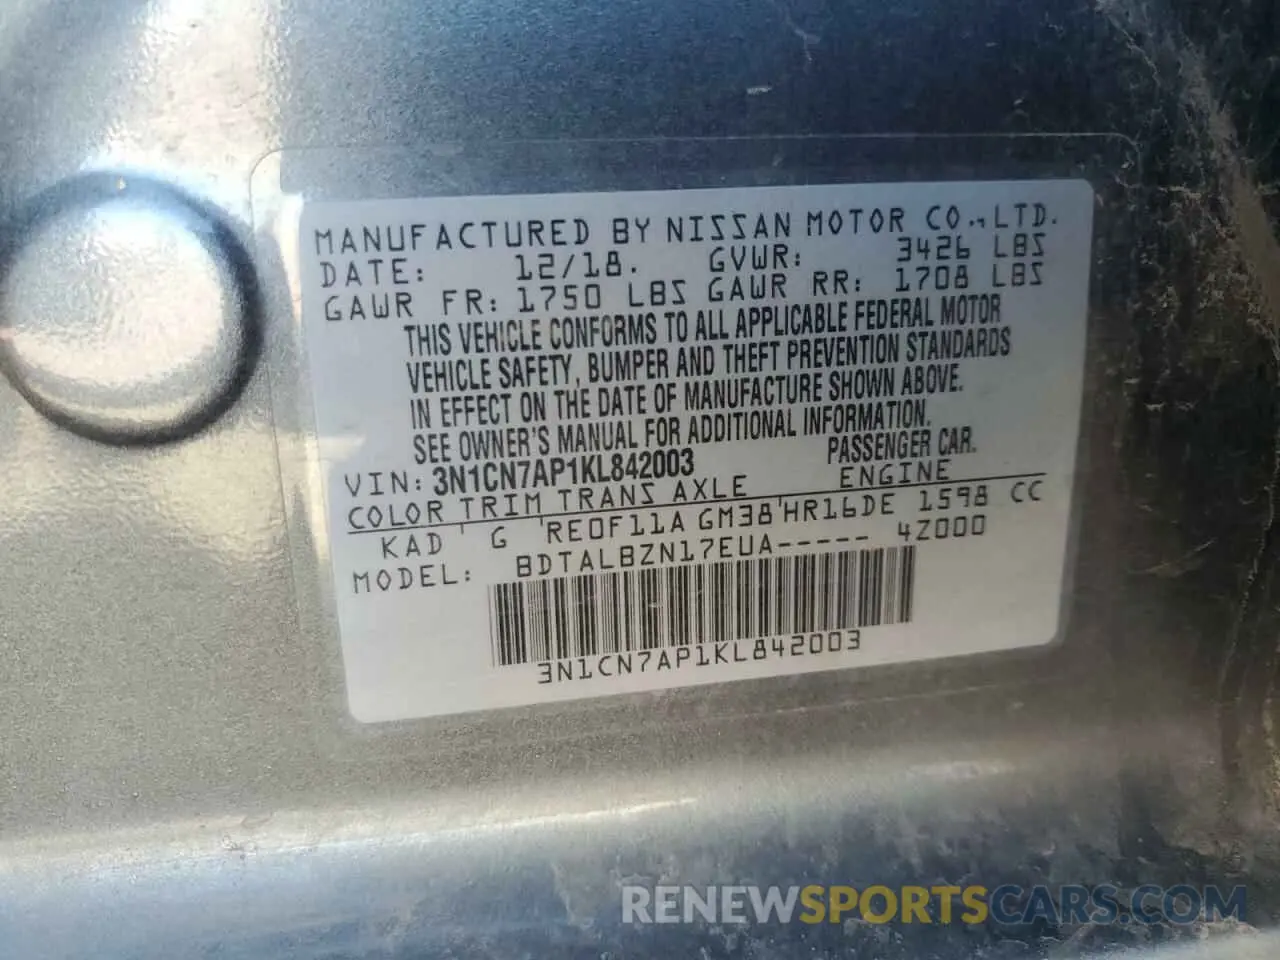 MANUFACTURED BY NISSAN MOTOR CO., LTD.
DATE: 12/18. GVWR: 3426 LBS
GAWR FR: 1750 LBS GAWR RR: 1708 LBS
THIS VEHICLE CONFORMS TO ALL APPLICABLE FEDERAL MOTOR
VEHICLE SAFETY, BUMPER AND THEFT PREVENTION STANDARDS
IN EFFECT ON THE DATE OF MANUFACTURE SHOWN ABOVE.
SEE OWNER'S MANUAL FOR ADDITIONAL INFORMATION.
VIN: 3N1CN7AP1KL842003 PASSENGER CAR.
COLOR TRIM TRANS AXLE ENGINE
KAD G RE0F11A GM38 HR16DE 1598 CC
MODEL: BDTALBZN17EUA----- 4Z000
3N1CN7AP1KL842003
RENEWSPORTSCARS.COM